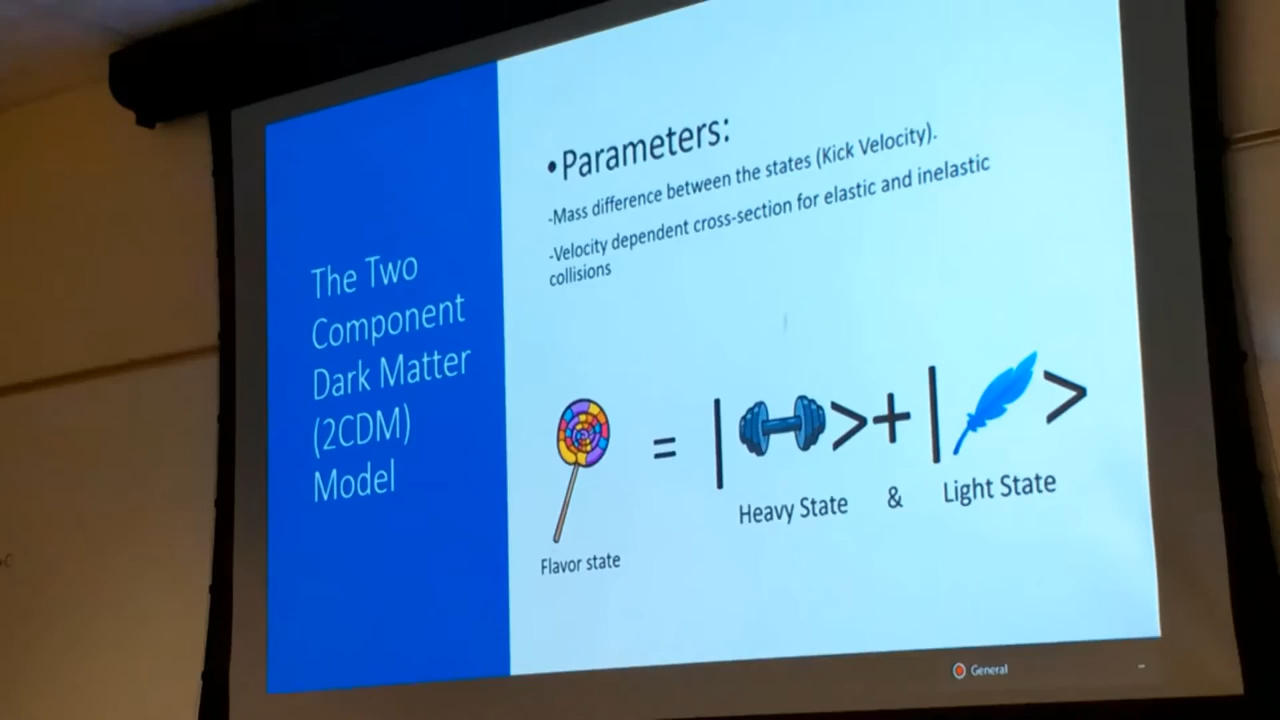 The Two
Component
Dark Matter
(2CDM)
Model
•Parameters:
-Mass difference between the states (Kick Velocity).
-Velocity dependent cross-section for elastic and inelastic
collisions
= | >+| >
Heavy State & Light State
Flavor state
General